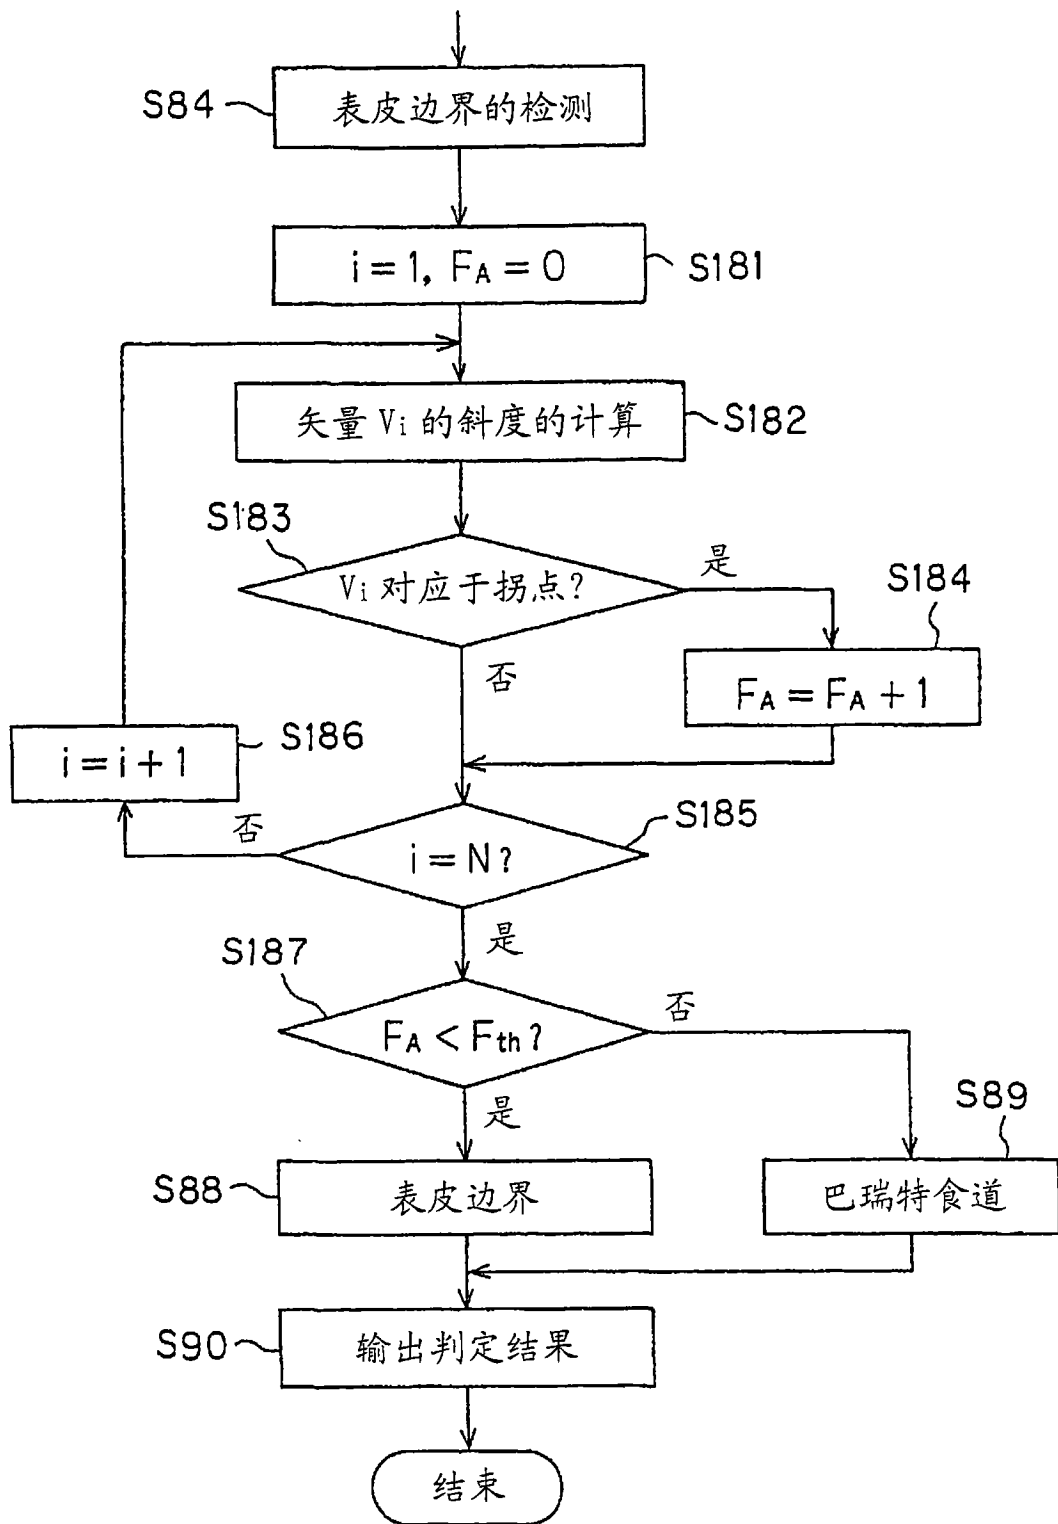 S84
表皮边界的检测
i=1, FA=0
S181
矢量 Vi 的斜度的计算
S182
S183
Vi 对应于拐点?
是
S184
否
FA=FA+1
S186
i=i+1
否
S185
i=N?
是
S187
否
FA<Fth?
是
S89
S88
表皮边界
巴瑞特食道
S90
输出判定结果
结束